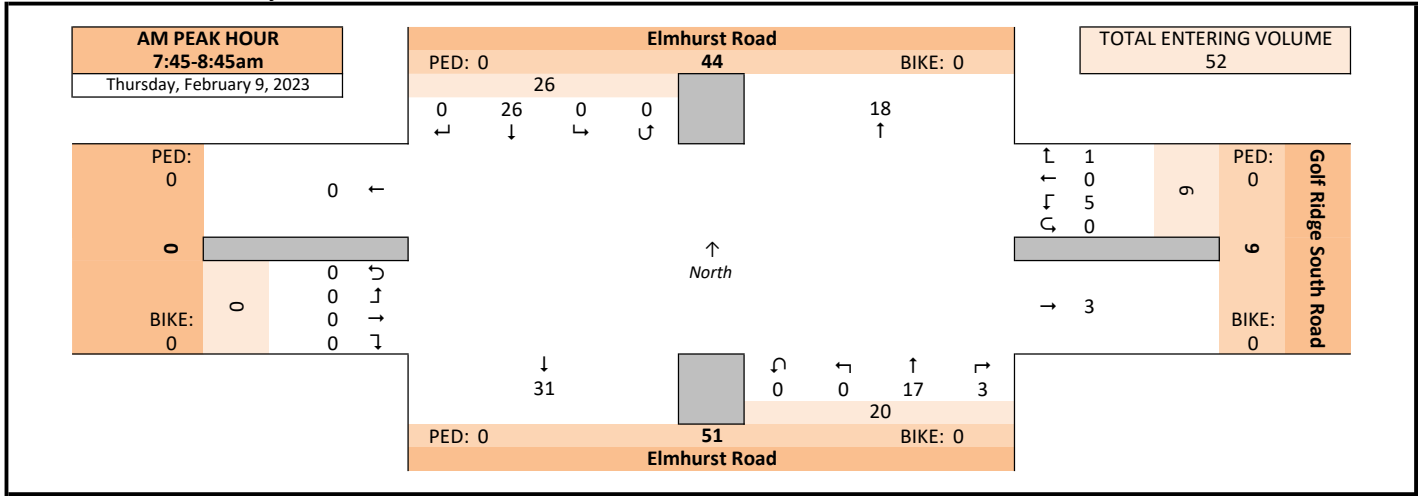 AM PEAK HOUR
7:45-8:45am
Thursday, February 9, 2023
Elmhurst Road
PED: 0 44 BIKE: 0
26
0 26 0 0
↵ ↓ ↳ ↺
18
↑
TOTAL ENTERING VOLUME
52
PED:
0
0 ←
0
0 ⮌
0 ↰
0 →
0 ↴
0
BIKE:
0
↑
North
↱ 1
← 0
↲ 5
⮎ 0
6
PED:
0
9
→ 3
BIKE:
0
Golf Ridge South Road
↓
31
↶ ↰ ↑ ↱
0 0 17 3
20
PED: 0 51 BIKE: 0
Elmhurst Road